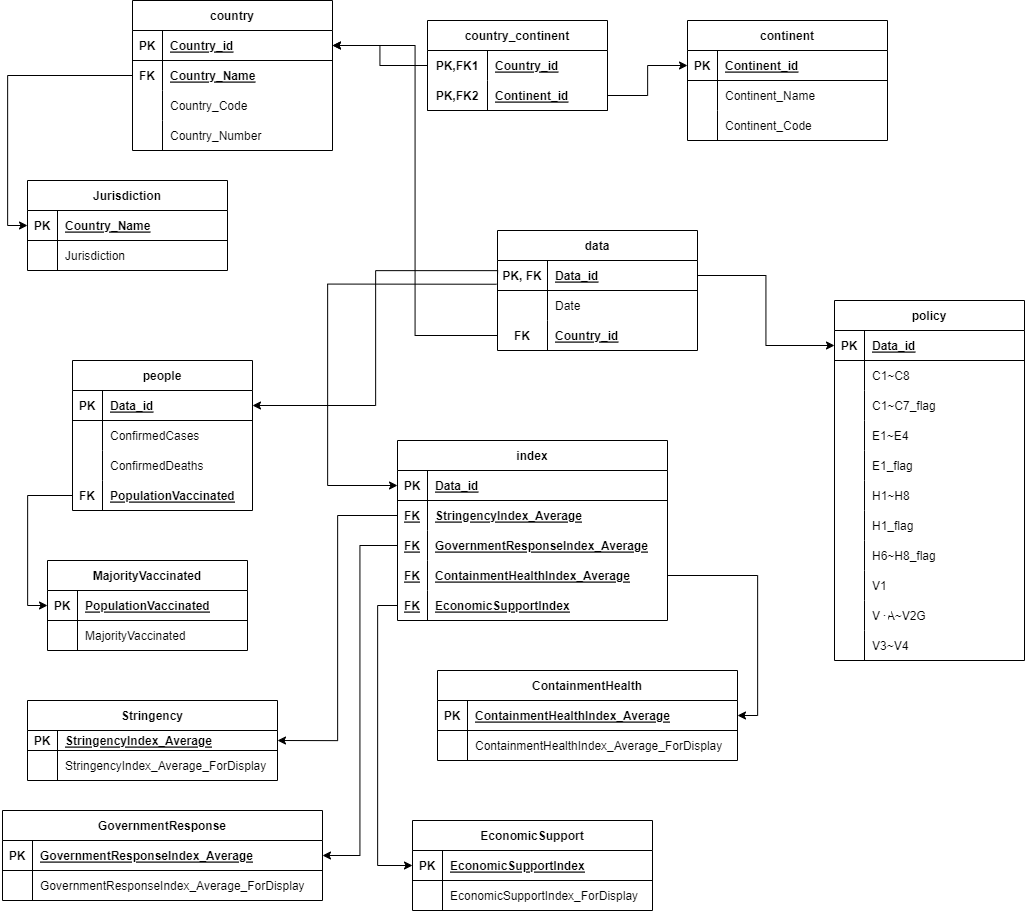 country
PK Country_id
FK Country_Name
Country_Code
Country_Number
country_continent
PK,FK1 Country_id
PK,FK2 Continent_id
continent
PK Continent_id
Continent_Name
Continent_Code
Jurisdiction
PK Country_Name
Jurisdiction
data
PK, FK Data_id
Date
FK Country_id
policy
PK Data_id
C1~C8
C1~C7_flag
E1~E4
E1_flag
H1~H8
H1_flag
H6~H8_flag
V1
V3~V4
people
PK Data_id
ConfirmedCases
ConfirmedDeaths
FK PopulationVaccinated
index
PK Data_id
FK StringencyIndex_Average
FK GovernmentResponseIndex_Average
FK ContainmentHealthIndex_Average
FK EconomicSupportIndex
MajorityVaccinated
PK PopulationVaccinated
MajorityVaccinated
ContainmentHealth
PK ContainmentHealthIndex_Average
ContainmentHealthIndex_Average_ForDisplay
Stringency
PK StringencyIndex_Average
StringencyIndex_Average_ForDisplay
GovernmentResponse
PK GovernmentResponseIndex_Average
GovernmentResponseIndex_Average_ForDisplay
EconomicSupport
PK EconomicSupportIndex
EconomicSupportIndex_ForDisplay